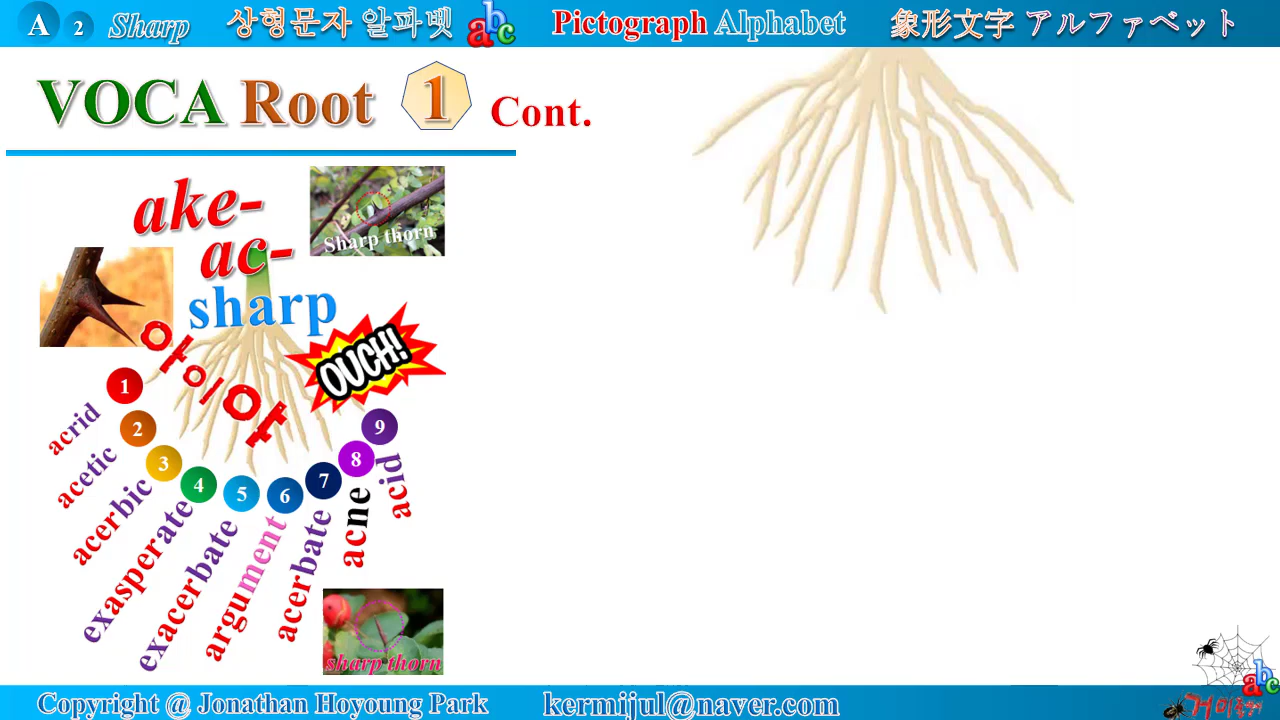 A 2 Sharp 상형문자 알파벳 abc Pictograph Alphabet 象形文字 アルファベット
VOCA Root 1 Cont.
ake-
ac-
sharp
Sharp thorn
아이야
OUCH!
1 acrid
2 acetic
3 acerbic
4 exasperate
5 exacerbate
6 argument
7 acerbate
8 acne
9 acid
sharp thorn
abc
Copyright @ Jonathan Hoyoung Park kermijul@naver.com